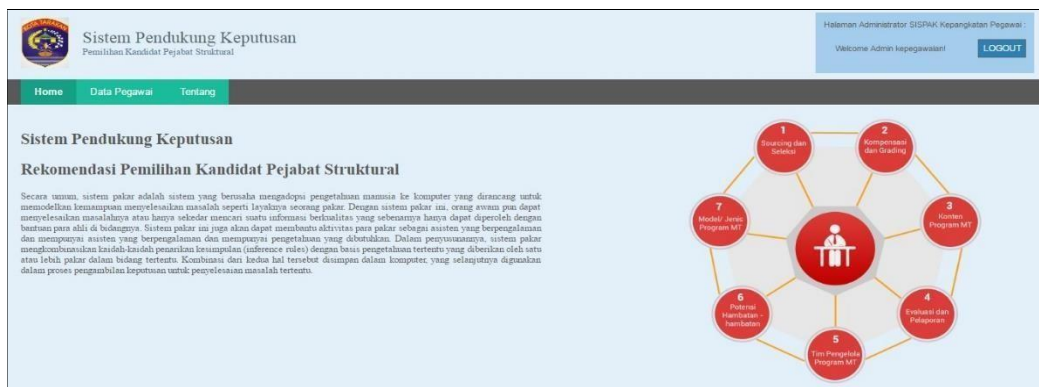 KOTA TARAKAN
Sistem Pendukung Keputusan
Pemilihan Kandidat Pejabat Struktural
Halaman Administrator SISPAK Kepangkatan Pegawai :
Welcome Admin kepegawaian!
LOGOUT
Home Data Pegawai Tentang
Sistem Pendukung Keputusan
Rekomendasi Pemilihan Kandidat Pejabat Struktural
Secara umum, sistem pakar adalah sistem yang berusaha mengadopsi pengetahuan manusia ke komputer yang dirancang untuk
memodelkan kemampuan menyelesaikan masalah seperti layaknya seorang pakar. Dengan sistem pakar ini, orang awam pun dapat
menyelesaikan masalahnya atau hanya sekedar mencari suatu informasi berkualitas yang sebenarnya hanya dapat diperoleh dengan
bantuan para ahli di bidangnya. Sistem pakar ini juga akan dapat membantu aktivitas para pakar sebagai asisten yang berpengalaman
dan mempunyai asisten yang berpengalaman dan mempunyai pengetahuan yang dibutuhkan. Dalam penyusunannya, sistem pakar
mengkombinasikan kaidah-kaidah penarikan kesimpulan (inference rules) dengan basis pengetahuan tertentu yang diberikan oleh satu
atau lebih pakar dalam bidang tertentu. Kombinasi dari kedua hal tersebut disimpan dalam komputer, yang selanjutnya digunakan
dalam proses pengambilan keputusan untuk penyelesaian masalah tertentu.
1
Sourcing dan
Seleksi
2
Kompensasi
dan Grading
3
Konten
Program MT
4
Evaluasi dan
Pelaporan
5
Tim Pengelola
Program MT
6
Potensi
Hambatan -
hambatan
7
Model/ Jenis
Program MT